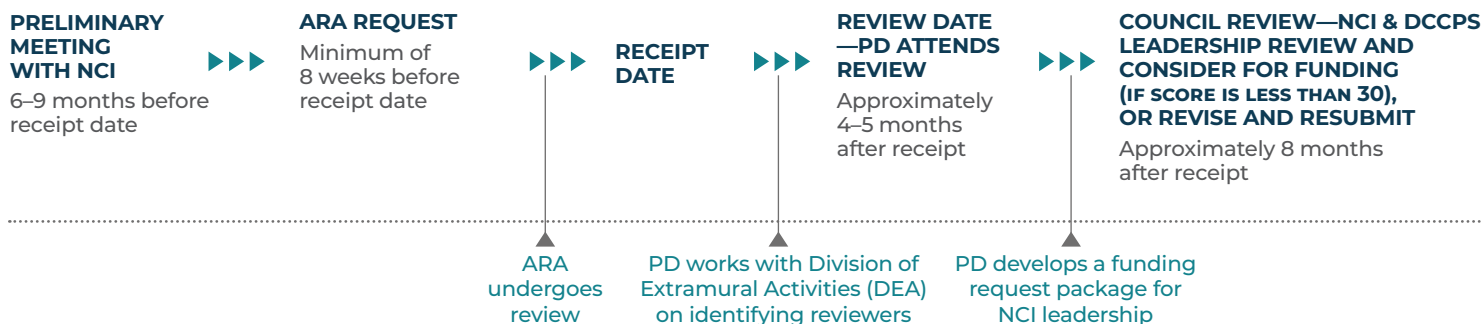 PRELIMINARY
MEETING
WITH NCI
6–9 months before
receipt date
ARA REQUEST
Minimum of
8 weeks before
receipt date
RECEIPT
DATE
REVIEW DATE
—PD ATTENDS
REVIEW
Approximately
4–5 months
after receipt
COUNCIL REVIEW—NCI & DCCPS
LEADERSHIP REVIEW AND
CONSIDER FOR FUNDING
(IF SCORE IS LESS THAN 30),
OR REVISE AND RESUBMIT
Approximately 8 months
after receipt
ARA
undergoes
review
PD works with Division of
Extramural Activities (DEA)
on identifying reviewers
PD develops a funding
request package for
NCI leadership